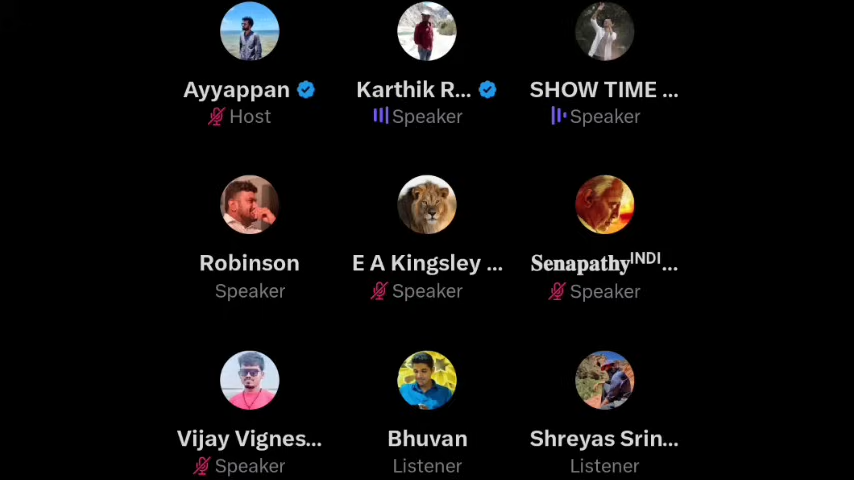 Ayyappan
Karthik R...
SHOW TIME ...
Host
Speaker
Speaker
Robinson
E A Kingsley ...
𝐒𝐞𝐧𝐚𝐩𝐚𝐭𝐡𝐲ᴵᴺᴰᴵ...
Speaker
Speaker
Speaker
Vijay Vignes...
Bhuvan
Shreyas Srin...
Speaker
Listener
Listener